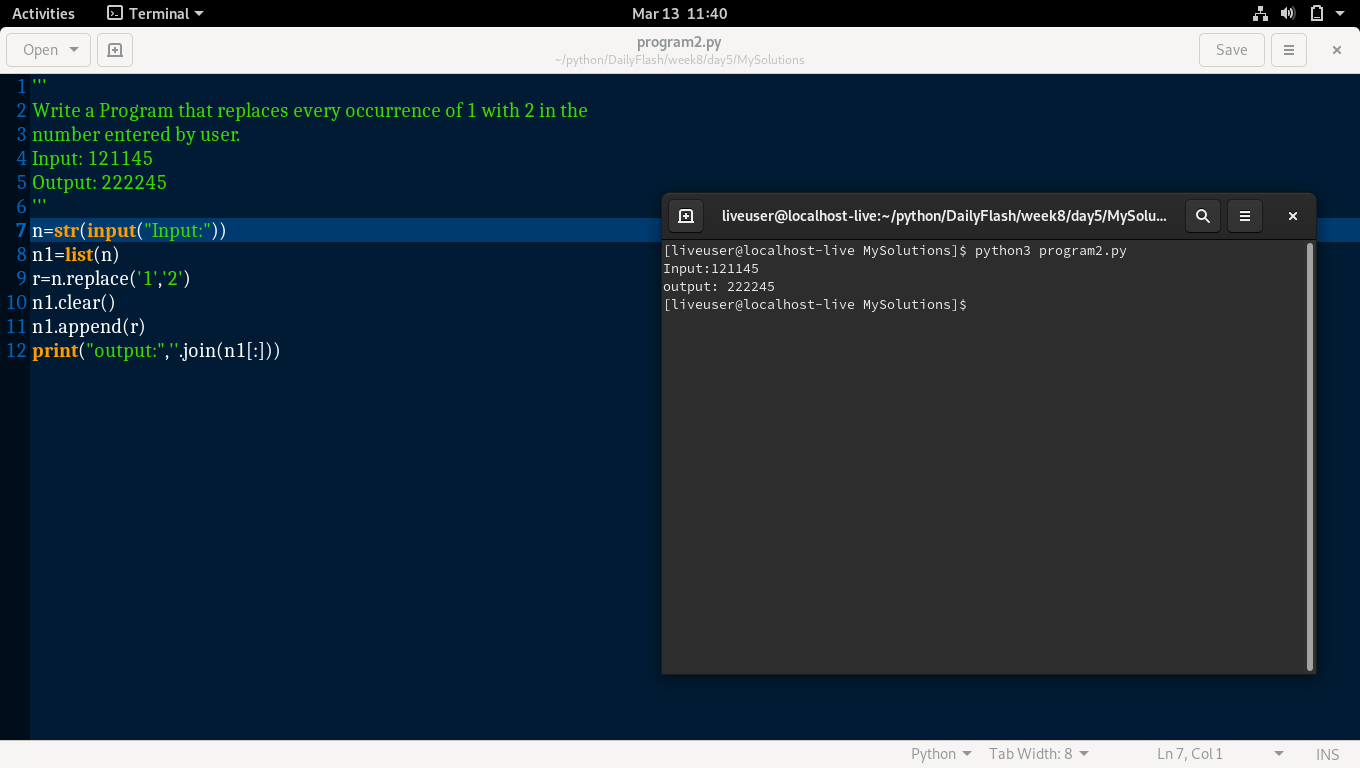 Activities Terminal Mar 13 11:40
Open program2.py Save
~/python/DailyFlash/week8/day5/MySolutions
1 '''
2 Write a Program that replaces every occurrence of 1 with 2 in the
3 number entered by user.
4 Input: 121145
5 Output: 222245
6 '''
7 n=str(input("Input:"))
8 n1=list(n)
9 r=n.replace('1','2')
10 n1.clear()
11 n1.append(r)
12 print("output:",''.join(n1[:]))
liveuser@localhost-live:~/python/DailyFlash/week8/day5/MySolu...
[liveuser@localhost-live MySolutions]$ python3 program2.py
Input:121145
output: 222245
[liveuser@localhost-live MySolutions]$
Python Tab Width: 8 Ln 7, Col 1 INS